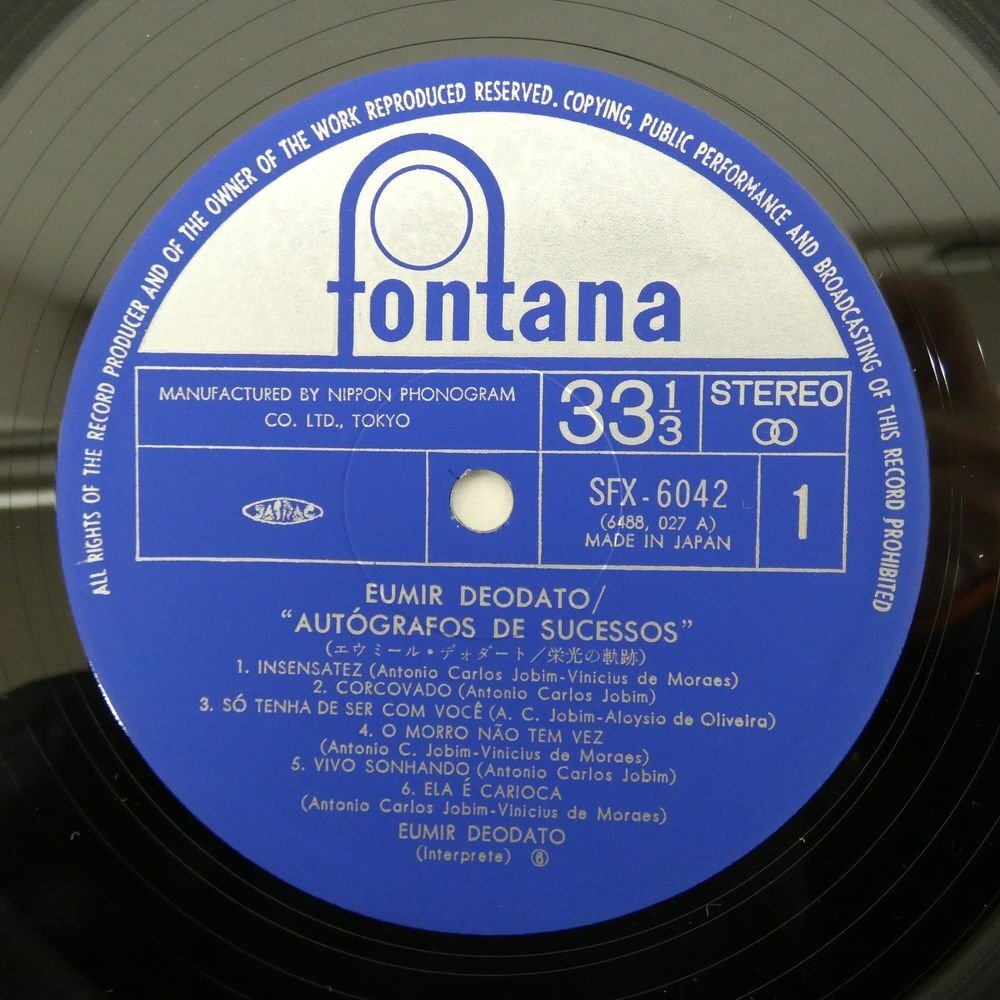 ALL RIGHTS OF THE RECORD PRODUCER AND OF THE OWNER OF THE WORK REPRODUCED RESERVED. COPYING, PUBLIC PERFORMANCE AND BROADCASTING OF THIS RECORD PROHIBITED
fontana
MANUFACTURED BY NIPPON PHONOGRAM
CO. LTD., TOKYO
33 1/3
STEREO
SFX-6042
(6488, 027 A)
MADE IN JAPAN
1
EUMIR DEODATO/
"AUTÓGRAFOS DE SUCESSOS"
(エウミール・デォダート/栄光の軌跡)
1. INSENSATEZ (Antonio Carlos Jobim-Vinicius de Moraes)
2. CORCOVADO (Antonio Carlos Jobim)
3. SÓ TENHA DE SER COM VOCÊ (A. C. Jobim-Aloysio de Oliveira)
4. O MORRO NÃO TEM VEZ
(Antonio C. Jobim-Vinicius de Moraes)
5. VIVO SONHANDO (Antonio Carlos Jobim)
6. ELA É CARIOCA
(Antonio Carlos Jobim-Vinicius de Moraes)
EUMIR DEODATO
(Interprete) ⑥